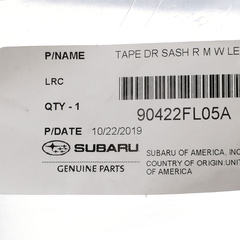 P/NAME TAPE DR SASH R M W LE
LRC
QTY - 1 90422FL05A
P/DATE 10/22/2019
SUBARU SUBARU OF AMERICA, INC
GENUINE PARTS COUNTRY OF ORIGIN: UNIT
OF AMERICA